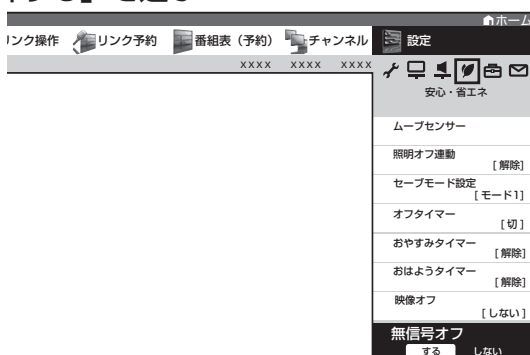 する」を選ぶ
ホーム
リンク操作 リンク予約 番組表（予約） チャンネル 設定
xxxx xxxx xxxx
安心・省エネ
ムーブセンサー
照明オフ連動
[解除]
セーブモード設定
[モード1]
オフタイマー
[切]
おやすみタイマー
[解除]
おはようタイマー
[解除]
映像オフ
[しない]
無信号オフ
する しない